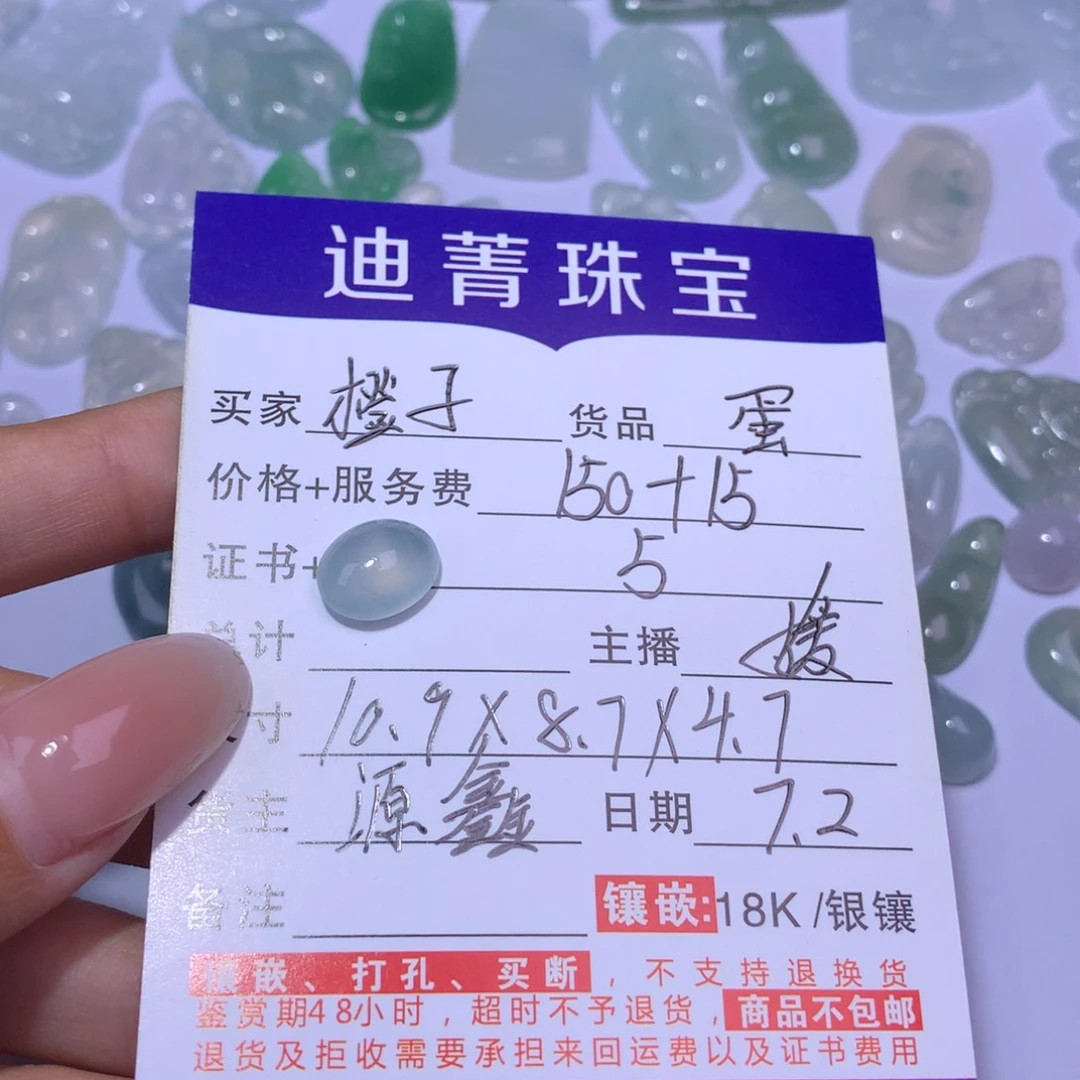 迪菁珠宝
买家 橙子 货品 蛋
价格+服务费 150+15
证书+ 5
总计 主播 媛
寸 10.9X8.7X4.7
货主 源鑫 日期 7.2
备注 镶嵌:18K/银镶
镶嵌、打孔、买断,不支持退换货
鉴赏期48小时,超时不予退货,商品不包邮
退货及拒收需要承担来回运费以及证书费用